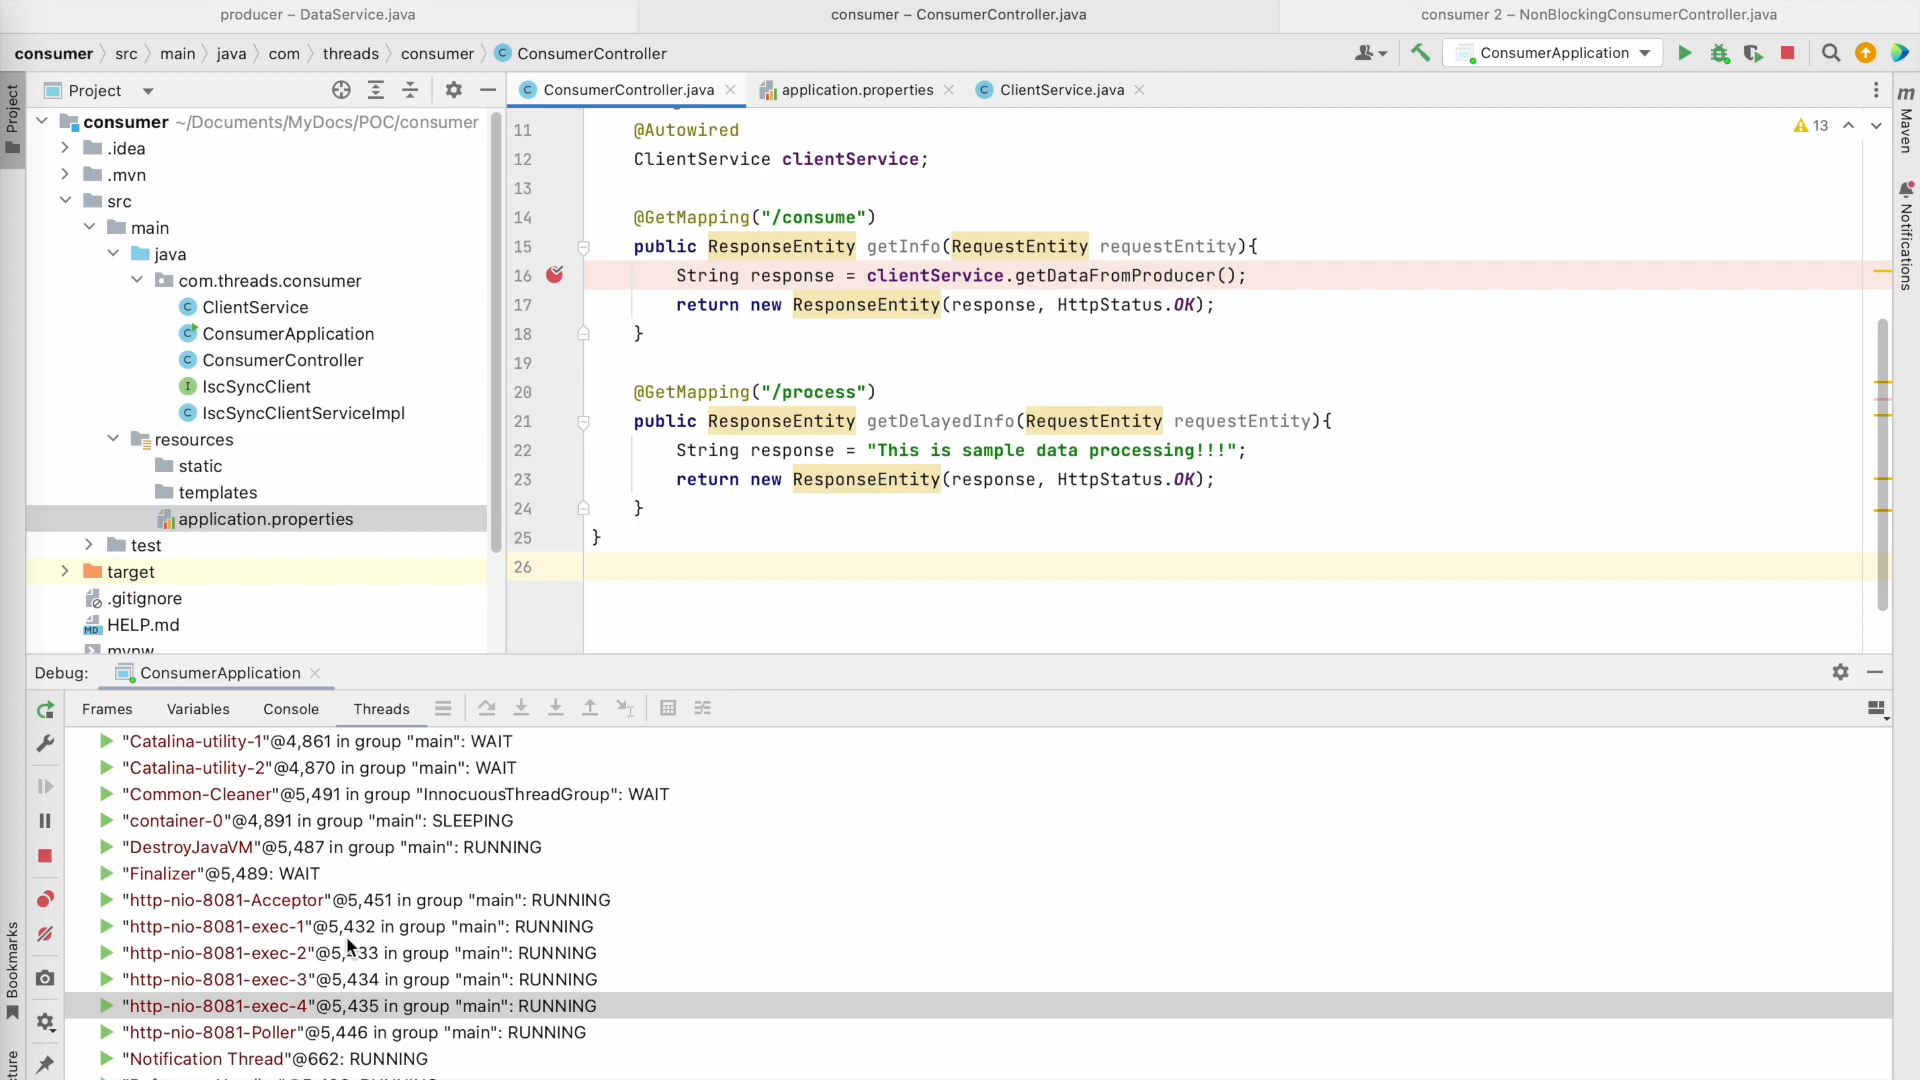 producer – DataService.java
consumer – ConsumerController.java
consumer 2 – NonBlockingConsumerController.java
consumer src main java com threads consumer C ConsumerController
ConsumerApplication
Project
C ConsumerController.java
application.properties
C ClientService.java
Project
m
Maven
Notifications
13
consumer ~/Documents/MyDocs/POC/consumer
.idea
.mvn
src
main
java
com.threads.consumer
C ClientService
C ConsumerApplication
C ConsumerController
I IscSyncClient
C IscSyncClientServiceImpl
resources
static
templates
application.properties
test
target
.gitignore
MD HELP.md
mvnw
11 @Autowired
12 ClientService clientService;
13
14 @GetMapping("/consume")
15 public ResponseEntity getInfo(RequestEntity requestEntity){
16 String response = clientService.getDataFromProducer();
17 return new ResponseEntity(response, HttpStatus.OK);
18 }
19
20 @GetMapping("/process")
21 public ResponseEntity getDelayedInfo(RequestEntity requestEntity){
22 String response = "This is sample data processing!!!";
23 return new ResponseEntity(response, HttpStatus.OK);
24 }
25 }
26
Debug: ConsumerApplication
Frames Variables Console Threads
"Catalina-utility-1"@4,861 in group "main": WAIT
"Catalina-utility-2"@4,870 in group "main": WAIT
"Common-Cleaner"@5,491 in group "InnocuousThreadGroup": WAIT
"container-0"@4,891 in group "main": SLEEPING
"DestroyJavaVM"@5,487 in group "main": RUNNING
"Finalizer"@5,489: WAIT
"http-nio-8081-Acceptor"@5,451 in group "main": RUNNING
"http-nio-8081-exec-1"@5,432 in group "main": RUNNING
"http-nio-8081-exec-2"@5,433 in group "main": RUNNING
"http-nio-8081-exec-3"@5,434 in group "main": RUNNING
"http-nio-8081-exec-4"@5,435 in group "main": RUNNING
"http-nio-8081-Poller"@5,446 in group "main": RUNNING
"Notification Thread"@662: RUNNING
Bookmarks